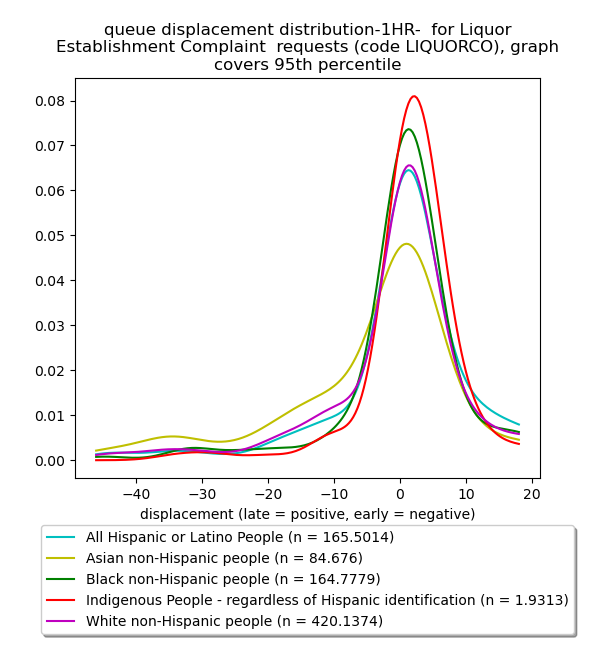 queue displacement distribution-1HR-  for Liquor
Establishment Complaint  requests (code LIQUORCO), graph
covers 95th percentile
0.08
0.07
0.06
0.05
0.04
0.03
0.02
0.01
0.00
−40 −30 −20 −10 0 10 20
displacement (late = positive, early = negative)
All Hispanic or Latino People (n = 165.5014)
Asian non-Hispanic people (n = 84.676)
Black non-Hispanic people (n = 164.7779)
Indigenous People - regardless of Hispanic identification (n = 1.9313)
White non-Hispanic people (n = 420.1374)